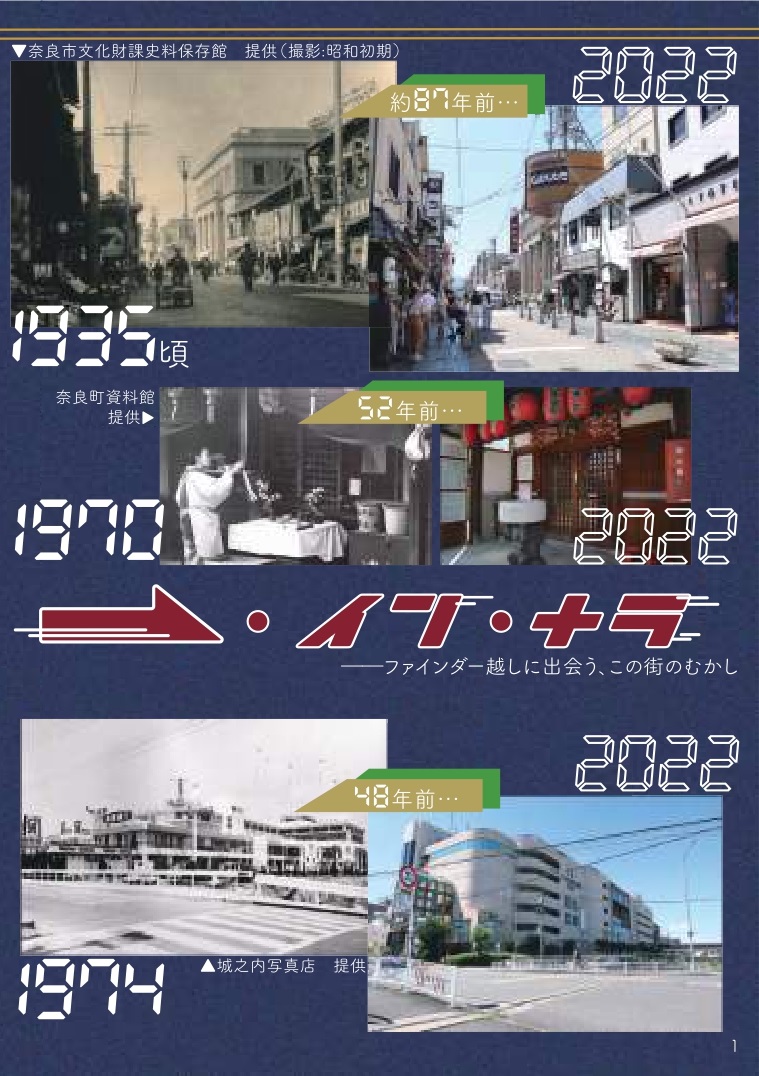 ▼奈良市文化財課史料保存館　提供（撮影:昭和初期）
2022
約87年前…
1935頃
奈良町資料館
提供▶
52年前…
1970
2022
・イン・ナラ
――ファインダー越しに出会う、この街のむかし
2022
48年前…
▲城之内写真店　提供
1974
1